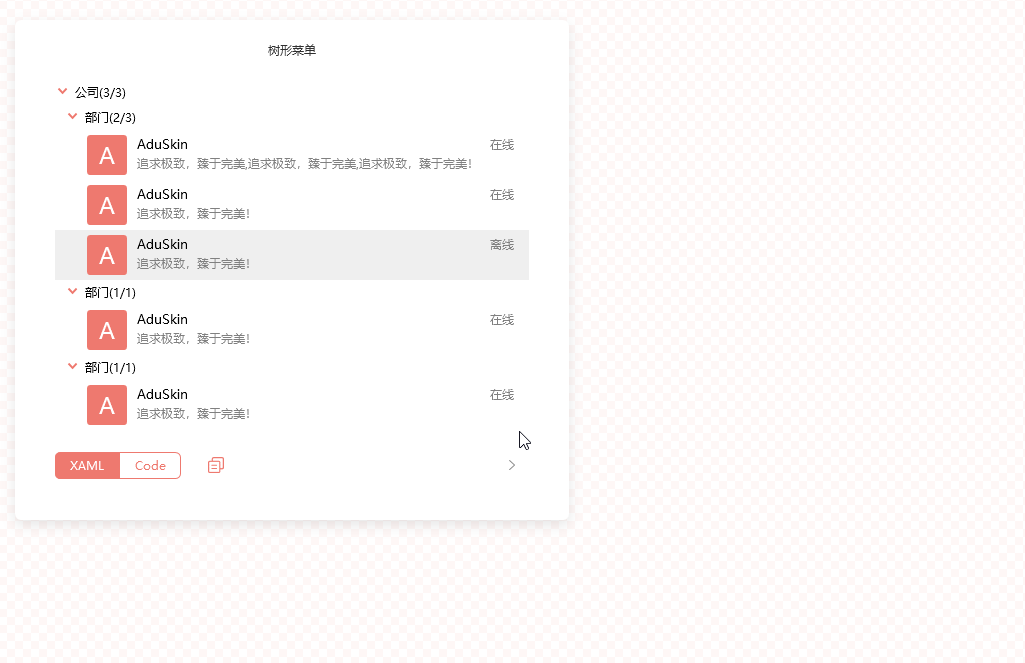 树形菜单
公司(3/3)
部门(2/3)
A AduSkin 在线
追求极致，臻于完美,追求极致，臻于完美,追求极致，臻于完美!
A AduSkin 在线
追求极致，臻于完美!
A AduSkin 离线
追求极致，臻于完美!
部门(1/1)
A AduSkin 在线
追求极致，臻于完美!
部门(1/1)
A AduSkin 在线
追求极致，臻于完美!
XAML Code